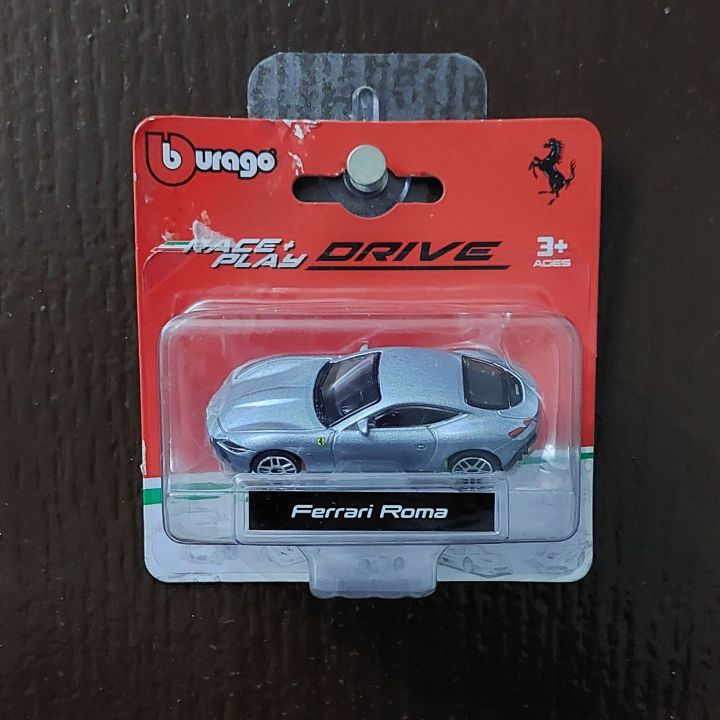 Burago
RACE+
PLAY DRIVE
3+
AGES
Ferrari Roma